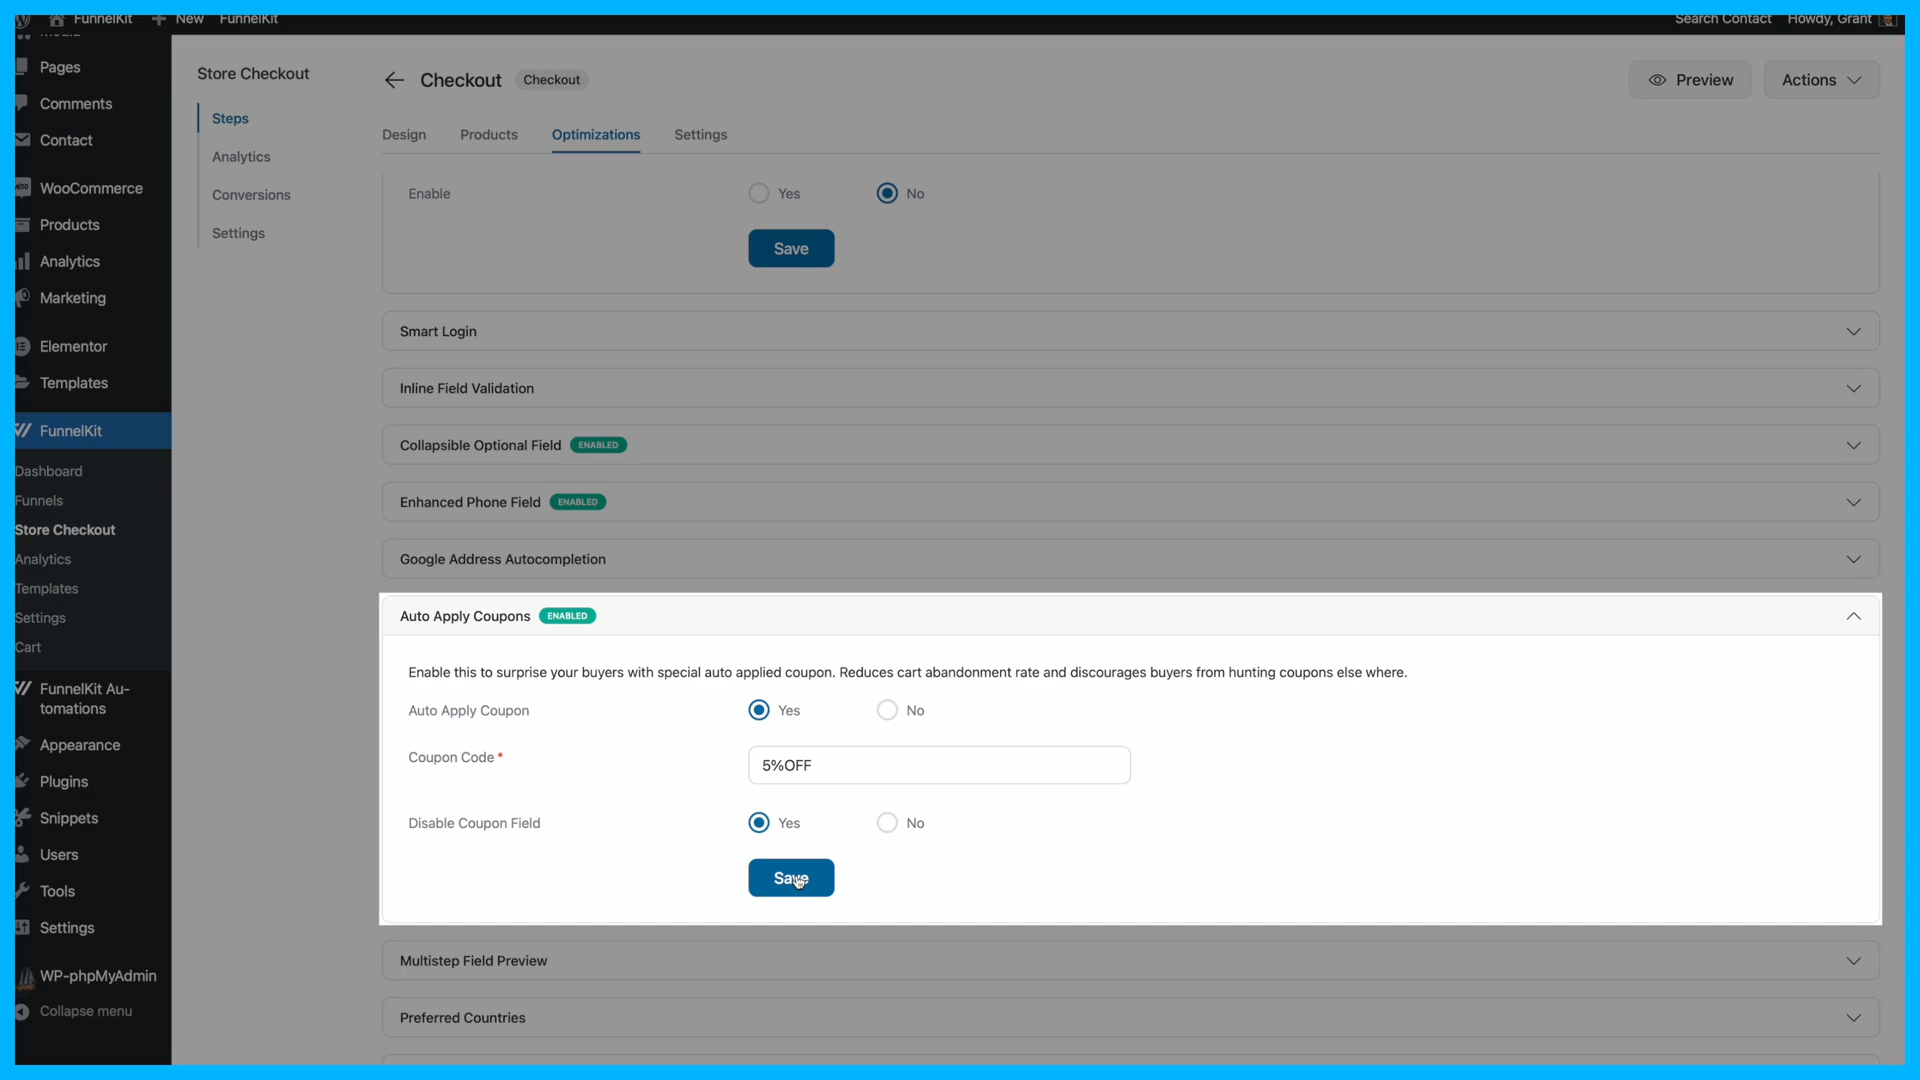 FunnelKit
New
FunnelKit
Search Contact
Howdy, Grant
Media
Pages
Comments
Contact
WooCommerce
Products
Analytics
Marketing
Elementor
Templates
FunnelKit
Dashboard
Funnels
Store Checkout
Analytics
Templates
Settings
Cart
FunnelKit Au-
tomations
Appearance
Plugins
Snippets
Users
Tools
Settings
WP-phpMyAdmin
Collapse menu
Store Checkout
Steps
Analytics
Conversions
Settings
Checkout
Checkout
Preview
Actions
Design
Products
Optimizations
Settings
Enable
Yes
No
Save
Smart Login
Inline Field Validation
Collapsible Optional Field ENABLED
Enhanced Phone Field ENABLED
Google Address Autocompletion
Auto Apply Coupons ENABLED
Enable this to surprise your buyers with special auto applied coupon. Reduces cart abandonment rate and discourages buyers from hunting coupons else where.
Auto Apply Coupon
Yes
No
Coupon Code *
5%OFF
Disable Coupon Field
Yes
No
Save
Multistep Field Preview
Preferred Countries